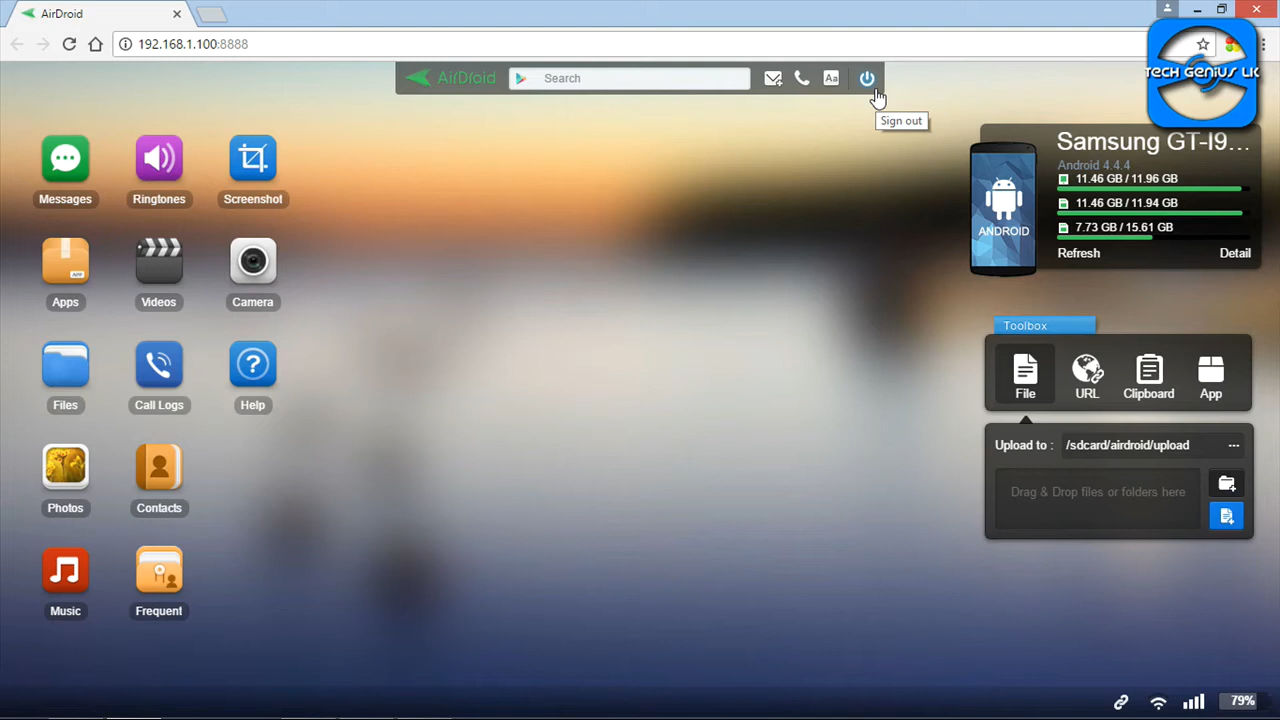 AirDroid
192.168.1.100:8888
TECH GENIUS LK
AirDroid
Search
Aa
Sign out
Messages
Ringtones
Screenshot
Samsung GT-I9...
Android 4.4.4
11.46 GB / 11.96 GB
11.46 GB / 11.94 GB
7.73 GB / 15.61 GB
ANDROID
Refresh
Detail
Apps
APP
Videos
Camera
Toolbox
File
URL
Clipboard
App
Files
Call Logs
Help
Upload to :
/sdcard/airdroid/upload
...
Drag & Drop files or folders here
Photos
Contacts
Music
Frequent
79%